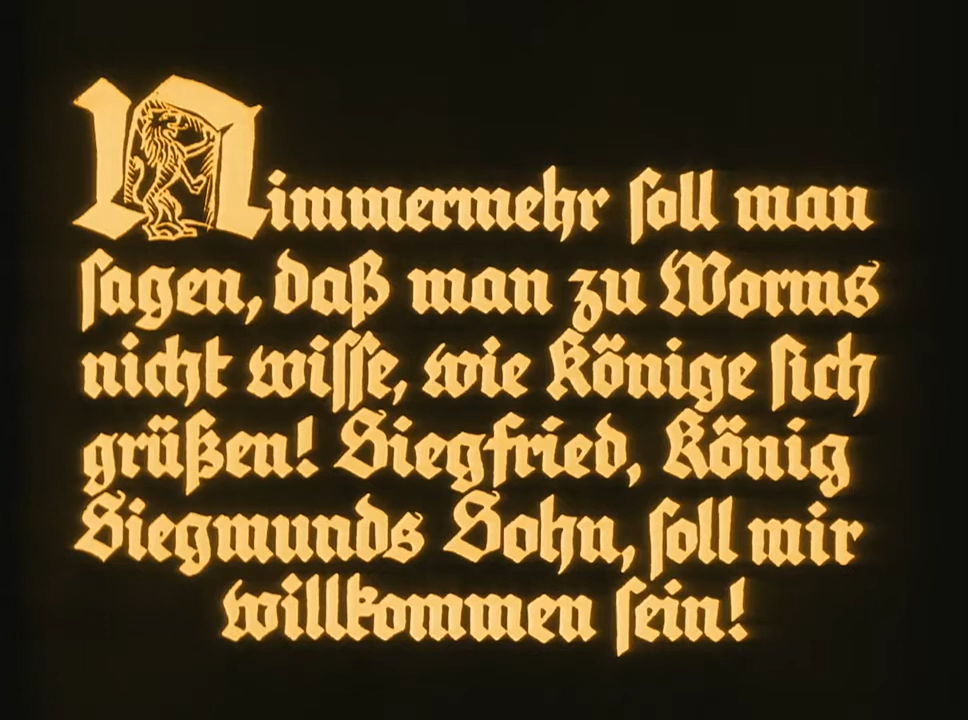 Nimmermehr soll man
sagen, daß man zu Worms
nicht wisse, wie Könige sich
grüßen! Siegfried, König
Siegmunds Sohn, soll mir
willkommen sein!